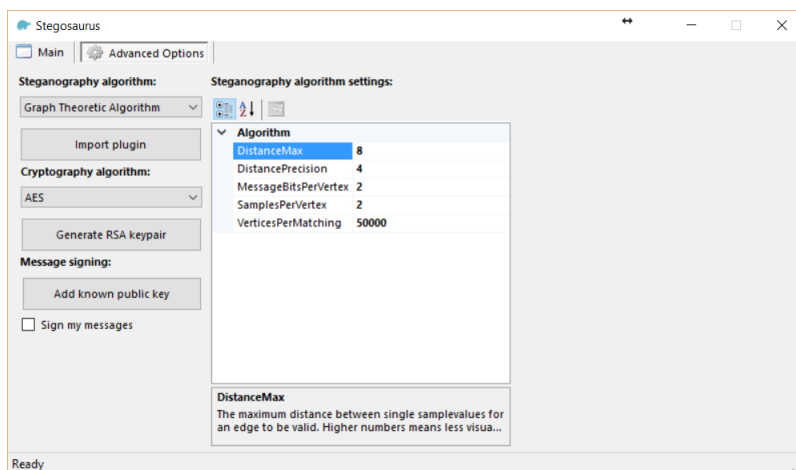 Stegosaurus
Main
Advanced Options
Steganography algorithm:
Graph Theoretic Algorithm
Import plugin
Cryptography algorithm:
AES
Generate RSA keypair
Message signing:
Add known public key
Sign my messages
Steganography algorithm settings:
Algorithm
DistanceMax 8
DistancePrecision 4
MessageBitsPerVertex 2
SamplesPerVertex 2
VerticesPerMatching 50000
DistanceMax
The maximum distance between single samplevalues for
an edge to be valid. Higher numbers means less visua...
Ready